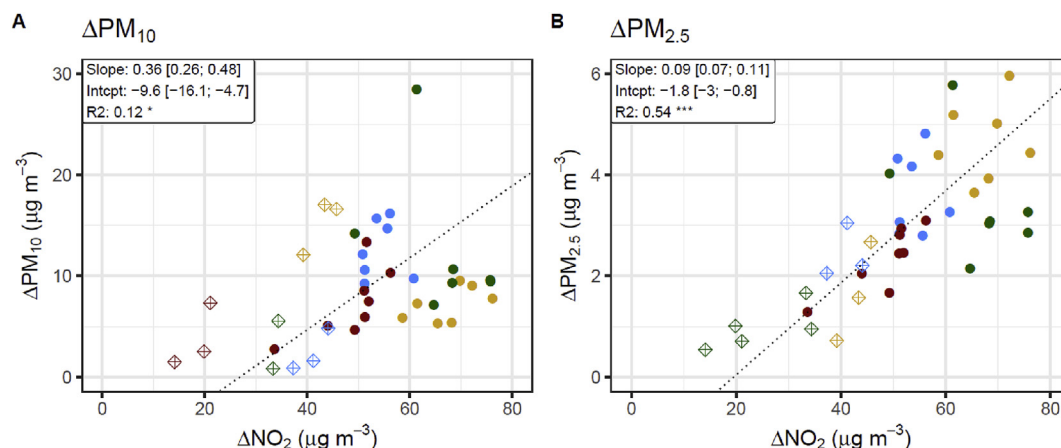 A
ΔPM10
Slope: 0.36 [0.26; 0.48]
Intcpt: −9.6 [−16.1; −4.7]
R2: 0.12 *
30
20
10
0
ΔPM10 (µg m−3)
0 20 40 60 80
ΔNO2 (µg m−3)
B
ΔPM2.5
Slope: 0.09 [0.07; 0.11]
Intcpt: −1.8 [−3; −0.8]
R2: 0.54 ***
6
4
2
0
ΔPM2.5 (µg m−3)
0 20 40 60 80
ΔNO2 (µg m−3)